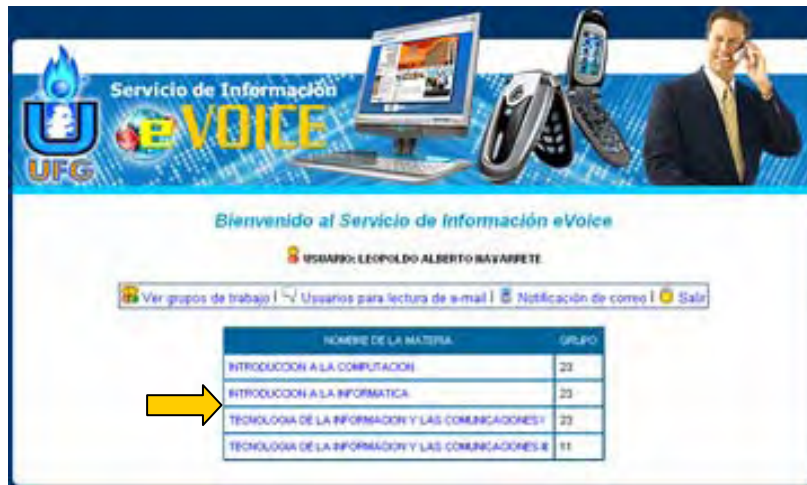 Servicio de Información
eVOICE
UFG
Bienvenido al Servicio de Información eVoice
USUARIO: LEOPOLDO ALBERTO NAVARRETE
Ver grupos de trabajo | Usuarios para lectura de e-mail | Notificación de correo | Salir
NOMBRE DE LA MATERIA GRUPO
INTRODUCCION A LA COMPUTACION 23
INTRODUCCION A LA INFORMATICA 23
TECNOLOGIA DE LA INFORMACION Y LAS COMUNICACIONES I 23
TECNOLOGIA DE LA INFORMACION Y LAS COMUNICACIONES II 11